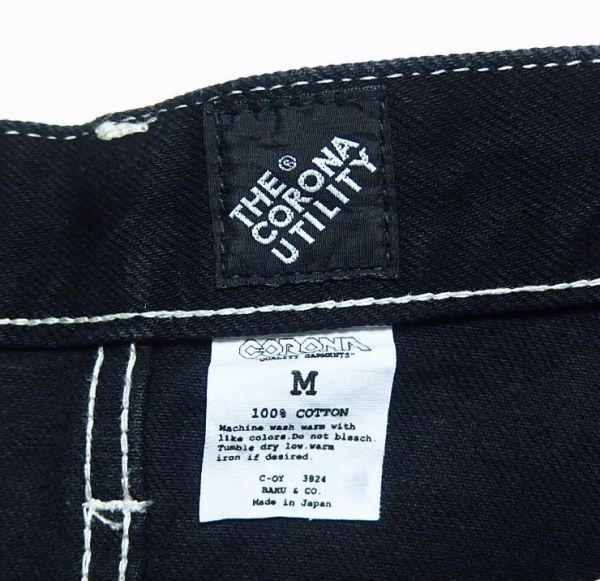 THE ®
CORONA
UTILITY
CORONA
QUALITY GARMENTS"
M
100% COTTON
Machine wash warm with
like colors.Do not bleach.
Tumble dry low.warm
iron if desired.
C-OY 3924
BAKU & CO.
Made in Japan